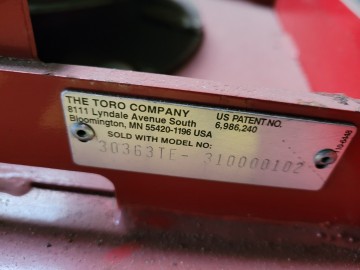 THE TORO COMPANY
8111 Lyndale Avenue South US PATENT NO.
Bloomington, MN 55420-1196 USA 6,986,240
SOLD WITH MODEL NO:
30363TE- 310000102